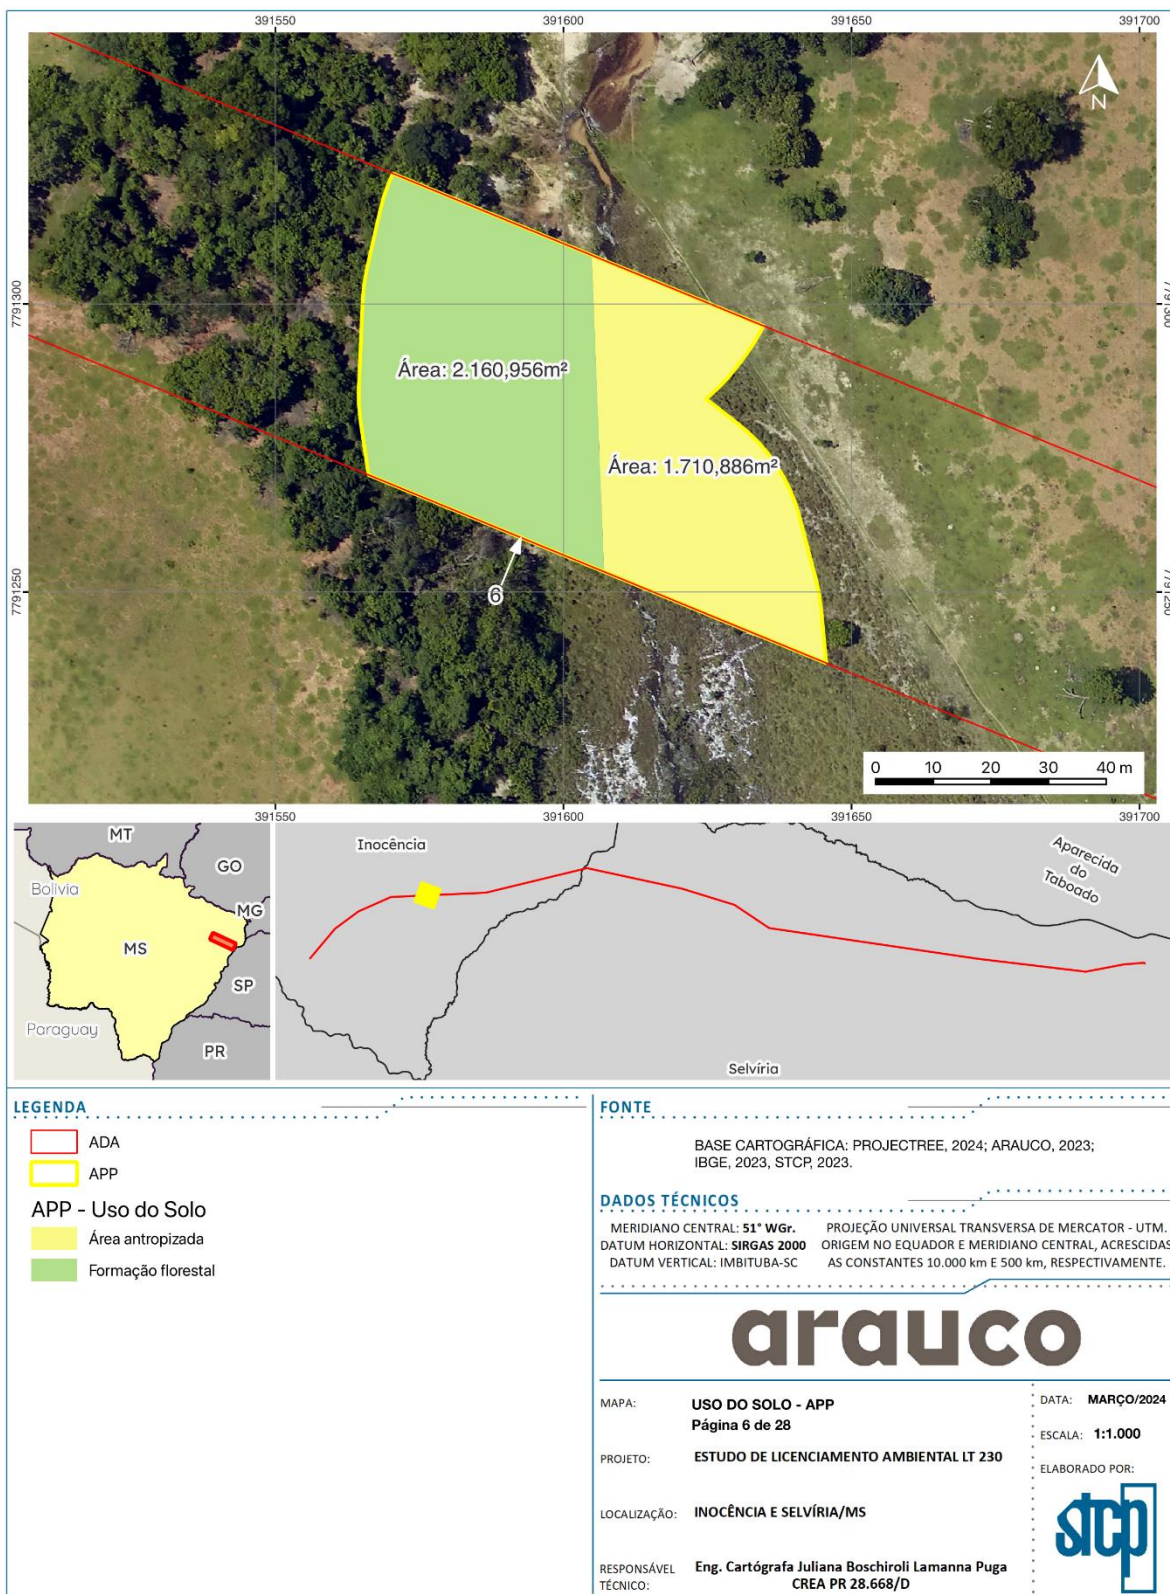 391550
391600
391650
391700
N
7791300
7791300
Área: 2.160,956m²
Área: 1.710,886m²
7791250
7791250
6
0 10 20 30 40 m
391550
391600
391650
391700
MT
GO
Bolivia
MG
MS
SP
Paraguay
PR
Inocência
Aparecida
do
Taboado
Selvíria
LEGENDA
ADA
APP
APP - Uso do Solo
Área antropizada
Formação florestal
FONTE
BASE CARTOGRÁFICA: PROJECTREE, 2024; ARAUCO, 2023;
IBGE, 2023, STCP, 2023.
DADOS TÉCNICOS
MERIDIANO CENTRAL: 51° WGr.
DATUM HORIZONTAL: SIRGAS 2000
DATUM VERTICAL: IMBITUBA-SC
PROJEÇÃO UNIVERSAL TRANSVERSA DE MERCATOR - UTM.
ORIGEM NO EQUADOR E MERIDIANO CENTRAL, ACRESCIDAS
AS CONSTANTES 10.000 km E 500 km, RESPECTIVAMENTE.
arauco
MAPA: USO DO SOLO - APP
Página 6 de 28
PROJETO: ESTUDO DE LICENCIAMENTO AMBIENTAL LT 230
LOCALIZAÇÃO: INOCÊNCIA E SELVÍRIA/MS
RESPONSÁVEL TÉCNICO: Eng. Cartógrafa Juliana Boschiroli Lamanna Puga
CREA PR 28.668/D
DATA: MARÇO/2024
ESCALA: 1:1.000
ELABORADO POR:
stcp